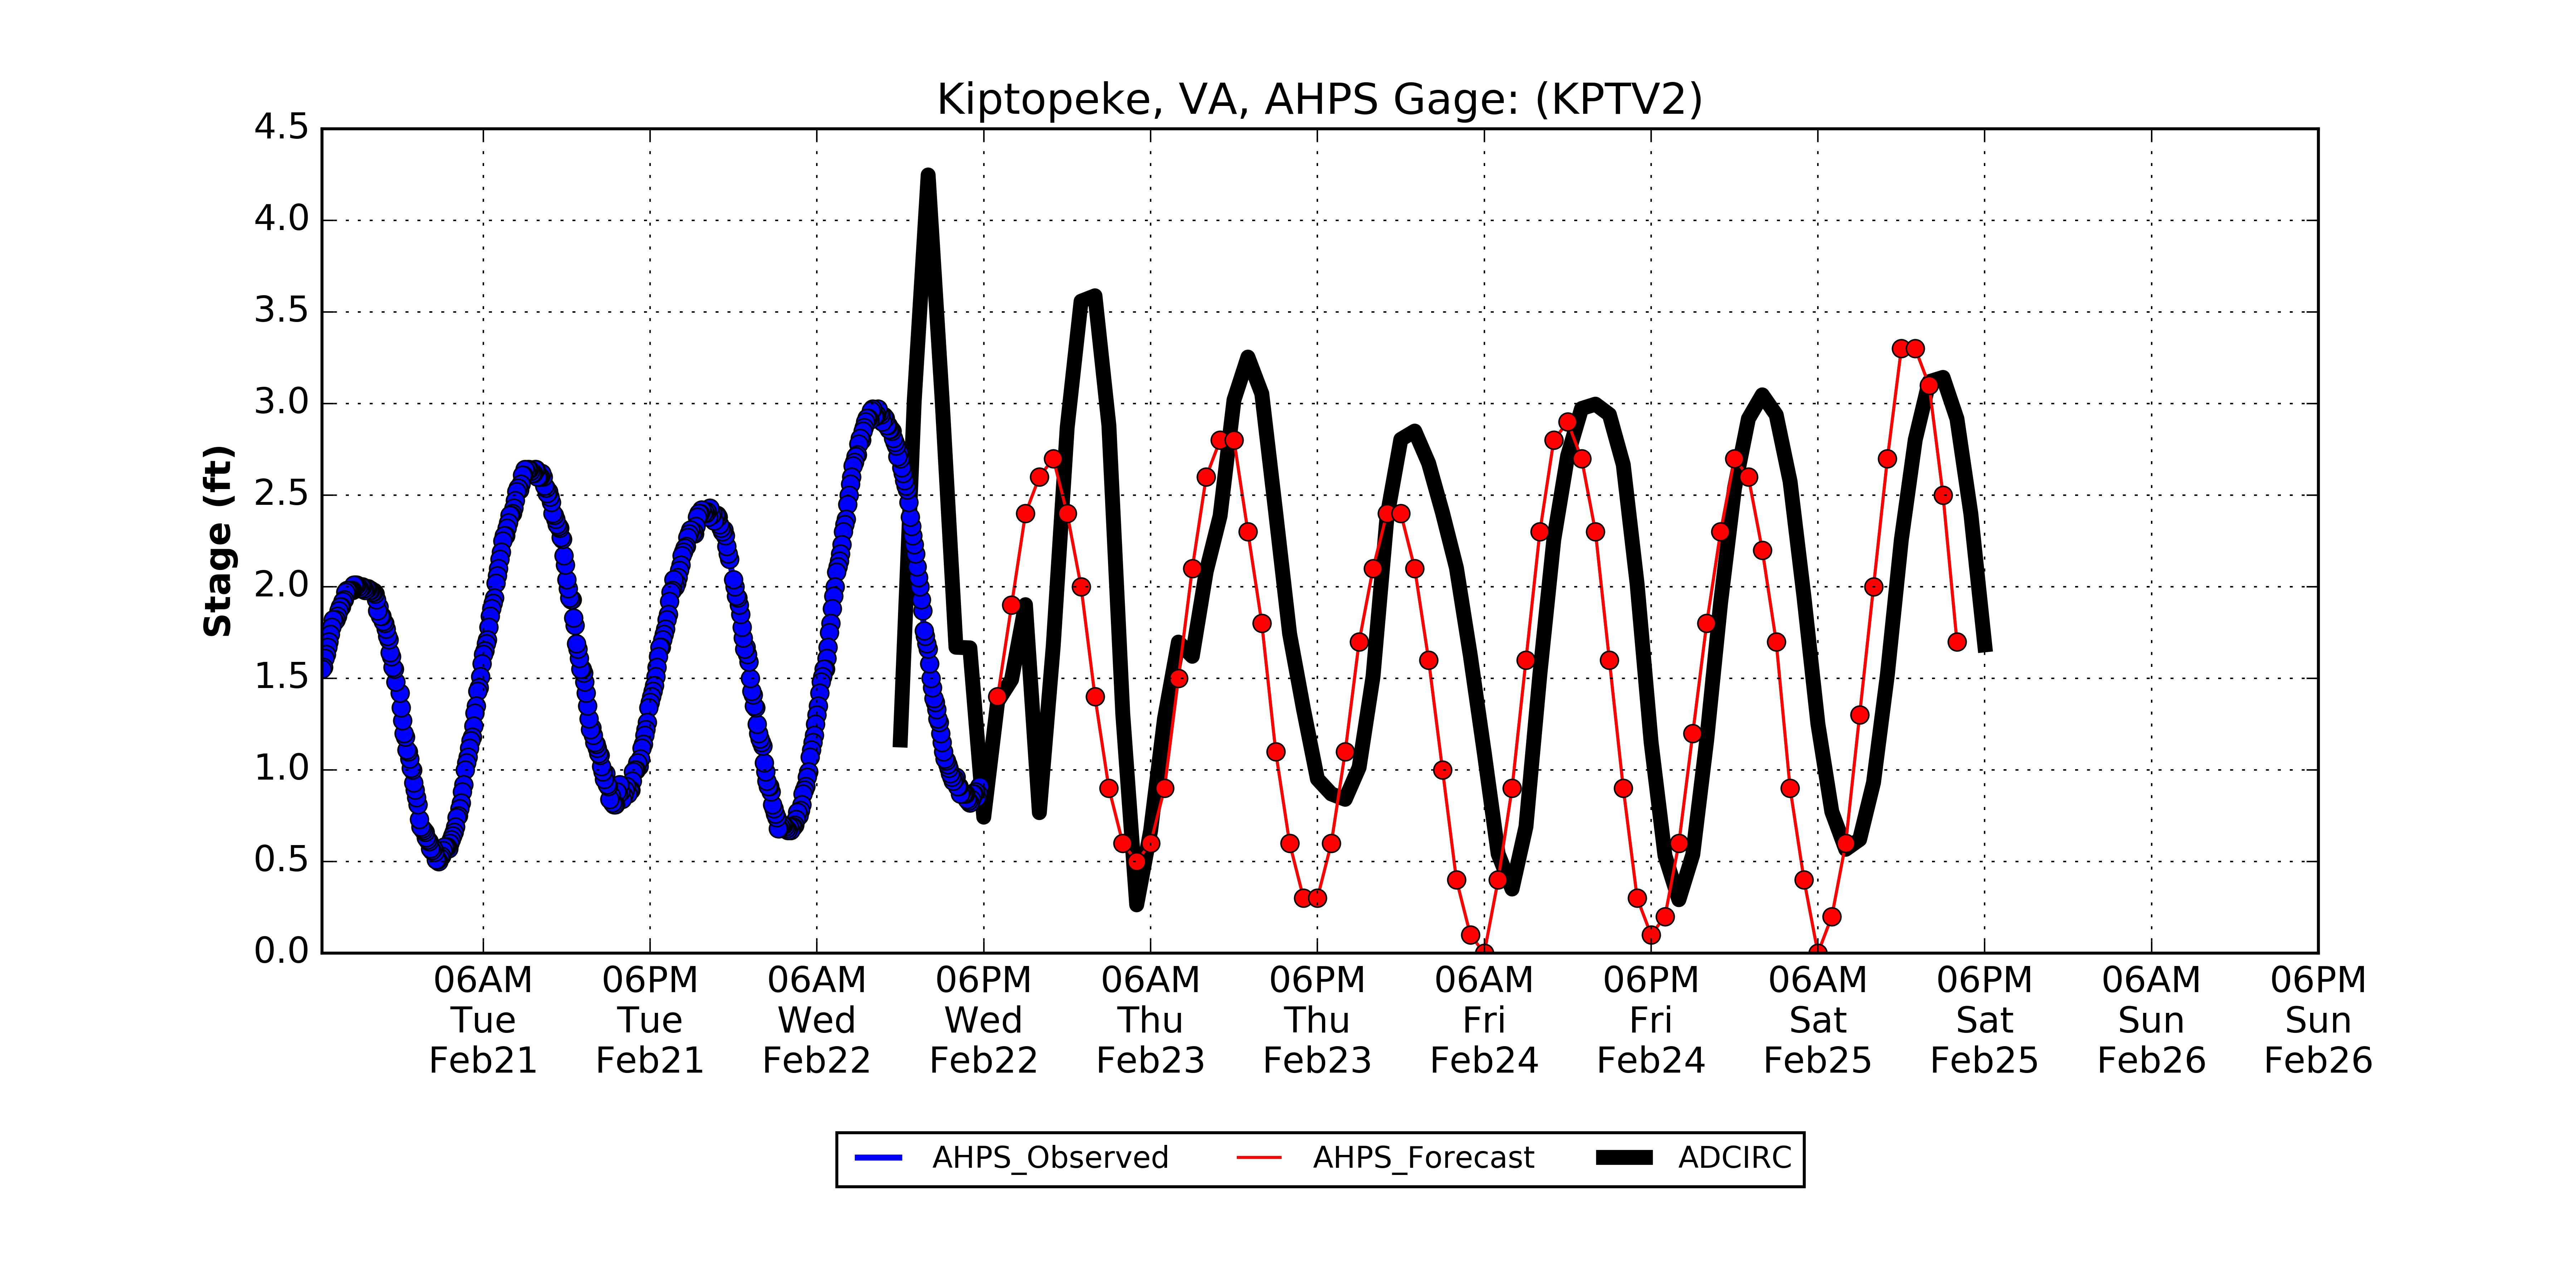 Kiptopeke, VA, AHPS Gage: (KPTV2)
4.5
4.0
3.5
3.0
2.5
2.0
1.5
1.0
0.5
0.0
Stage (ft)
06AM 06PM 06AM 06PM 06AM 06PM 06AM 06PM 06AM 06PM 06AM 06PM
Tue Tue Wed Wed Thu Thu Fri Fri Sat Sat Sun Sun
Feb21 Feb21 Feb22 Feb22 Feb23 Feb23 Feb24 Feb24 Feb25 Feb25 Feb26 Feb26
AHPS_Observed AHPS_Forecast ADCIRC